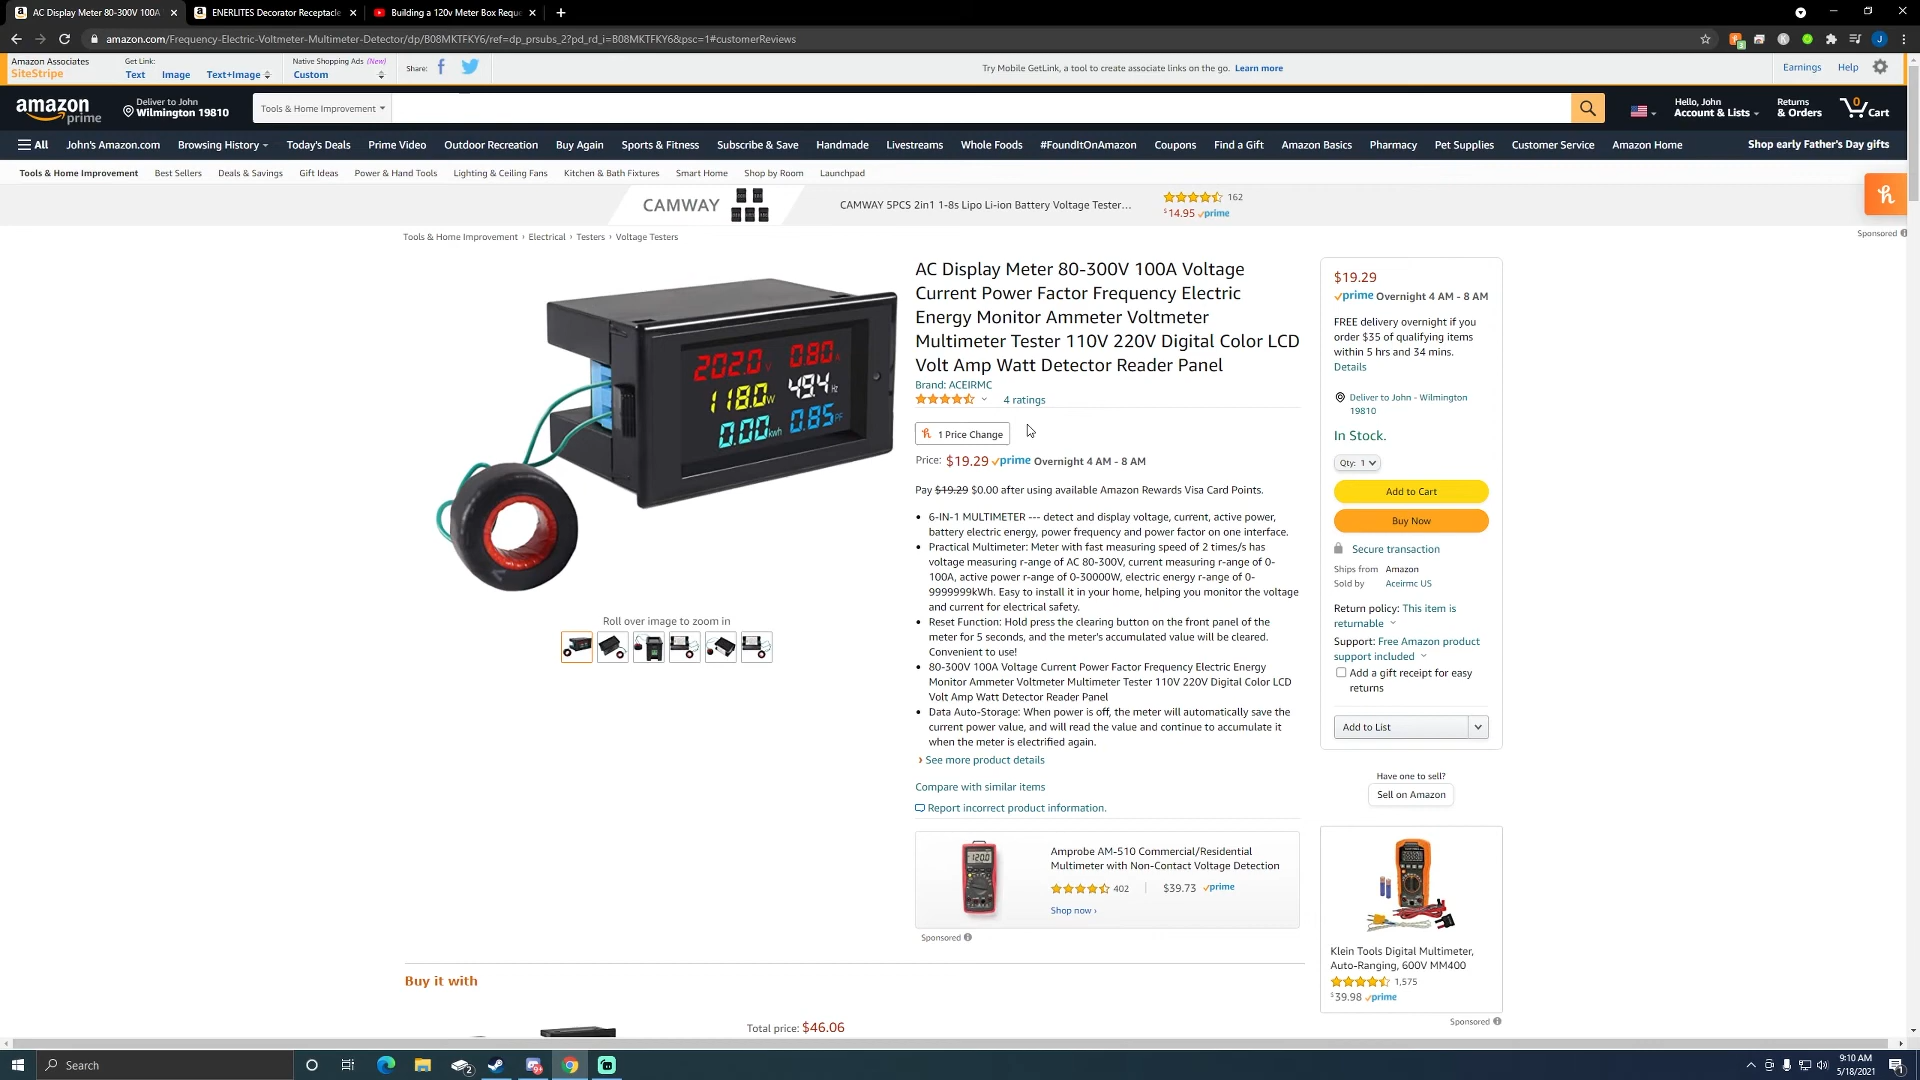 AC Display Meter 80-300V 100A
ENERLITES Decorator Receptacle
Building a 120v Meter Box Reque
amazon.com/Frequency-Electric-Voltmeter-Multimeter-Detector/dp/B08MKTFKY6/ref=dp_prsubs_2?pd_rd_i=B08MKTFKY6&psc=1#customerReviews
Amazon Associates
SiteStripe
Get Link:
Text Image Text+Image
Native Shopping Ads (New)
Custom
Share:
Try Mobile GetLink, a tool to create associate links on the go. Learn more
Earnings Help
amazon prime
Deliver to John
Wilmington 19810
Tools & Home Improvement
Hello, John
Account & Lists
Returns
& Orders
0
Cart
All John's Amazon.com Browsing History Today's Deals Prime Video Outdoor Recreation Buy Again Sports & Fitness Subscribe & Save Handmade Livestreams Whole Foods #FoundItOnAmazon Coupons Find a Gift Amazon Basics Pharmacy Pet Supplies Customer Service Amazon Home Shop early Father's Day gifts
Tools & Home Improvement Best Sellers Deals & Savings Gift Ideas Power & Hand Tools Lighting & Ceiling Fans Kitchen & Bath Fixtures Smart Home Shop by Room Launchpad
CAMWAY
CAMWAY 5PCS 2in1 1-8s Lipo Li-ion Battery Voltage Tester...
162
$14.95 prime
Sponsored
Tools & Home Improvement › Electrical › Testers › Voltage Testers
202.0 V 0.80 A
118.0 W 49.4 Hz
0.00 kwh 0.85 PF
Roll over image to zoom in
AC Display Meter 80-300V 100A Voltage
Current Power Factor Frequency Electric
Energy Monitor Ammeter Voltmeter
Multimeter Tester 110V 220V Digital Color LCD
Volt Amp Watt Detector Reader Panel
Brand: ACEIRMC
4 ratings
1 Price Change
Price: $19.29 prime Overnight 4 AM - 8 AM
Pay $19.29 $0.00 after using available Amazon Rewards Visa Card Points.
• 6-IN-1 MULTIMETER --- detect and display voltage, current, active power,
battery electric energy, power frequency and power factor on one interface.
• Practical Multimeter: Meter with fast measuring speed of 2 times/s has
voltage measuring r-range of AC 80-300V, current measuring r-range of 0-
100A, active power r-range of 0-30000W, electric energy r-range of 0-
9999999kWh. Easy to install it in your home, helping you monitor the voltage
and current for electrical safety.
• Reset Function: Hold press the clearing button on the front panel of the
meter for 5 seconds, and the meter's accumulated value will be cleared.
Convenient to use!
• 80-300V 100A Voltage Current Power Factor Frequency Electric Energy
Monitor Ammeter Voltmeter Multimeter Tester 110V 220V Digital Color LCD
Volt Amp Watt Detector Reader Panel
• Data Auto-Storage: When power is off, the meter will automatically save the
current power value, and will read the value and continue to accumulate it
when the meter is electrified again.
› See more product details
Compare with similar items
Report incorrect product information.
Amprobe AM-510 Commercial/Residential
Multimeter with Non-Contact Voltage Detection
402 | $39.73 prime
Shop now ›
Sponsored
Buy it with
Total price: $46.06
$19.29
prime Overnight 4 AM - 8 AM
FREE delivery overnight if you
order $35 of qualifying items
within 5 hrs and 34 mins.
Details
Deliver to John - Wilmington
19810
In Stock.
Qty: 1
Add to Cart
Buy Now
Secure transaction
Ships from Amazon
Sold by Aceirmc US
Return policy: This item is
returnable
Support: Free Amazon product
support included
Add a gift receipt for easy
returns
Add to List
Have one to sell?
Sell on Amazon
Klein Tools Digital Multimeter,
Auto-Ranging, 600V MM400
1,575
$39.98 prime
Sponsored
Search
9:10 AM
5/18/2021